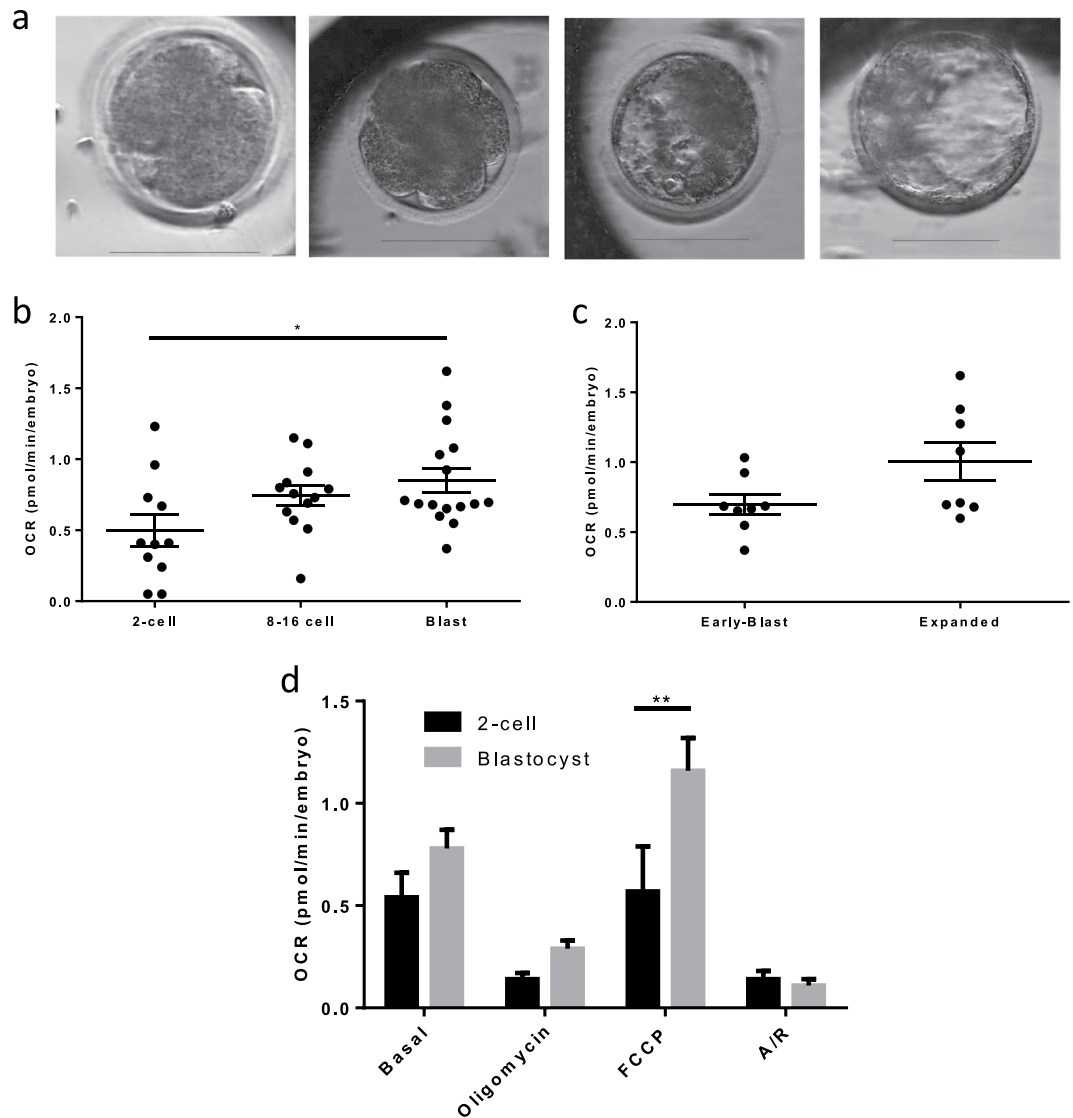 a
b
2.0
1.5
1.0
0.5
0.0
OCR (pmol/min/embryo)
*
2-cell
8-16 cell
Blast
c
2.0
1.5
1.0
0.5
0.0
OCR (pmol/min/embryo)
Early-Blast
Expanded
d
1.5
1.0
0.5
0.0
OCR (pmol/min/embryo)
2-cell
Blastocyst
**
Basal
Oligomycin
FCCP
A/R